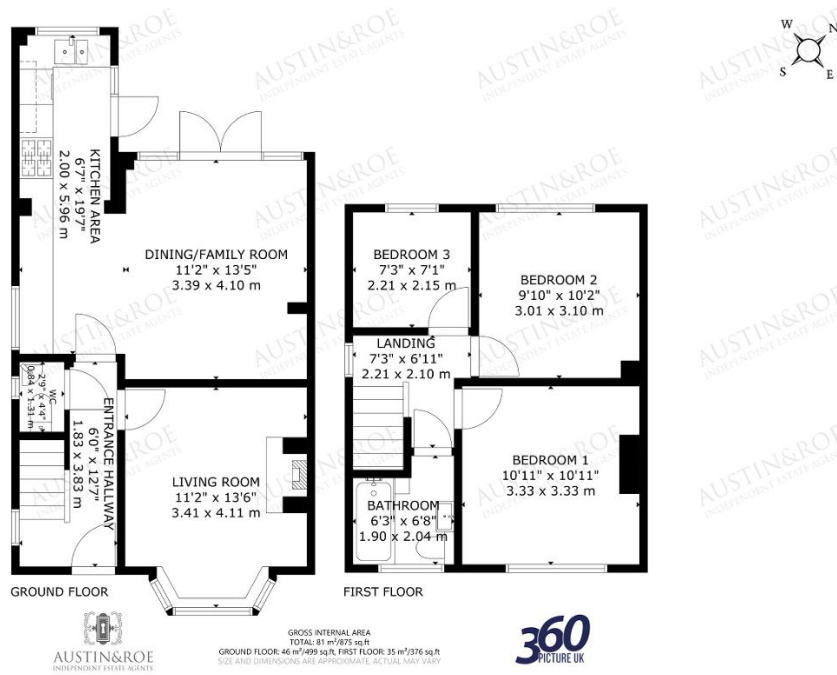 AUSTIN&ROE
INDEPENDENT ESTATE AGENTS
W
N
S
E
KITCHEN AREA
6'7" x 19'7"
2.00 x 5.96 m
DINING/FAMILY ROOM
11'2" x 13'5"
3.39 x 4.10 m
WC
2'9" x 4'4"
0.84 x 1.31 m
ENTRANCE HALLWAY
6'0" x 12'7"
1.83 x 3.83 m
LIVING ROOM
11'2" x 13'6"
3.41 x 4.11 m
GROUND FLOOR
BEDROOM 3
7'3" x 7'1"
2.21 x 2.15 m
BEDROOM 2
9'10" x 10'2"
3.01 x 3.10 m
LANDING
7'3" x 6'11"
2.21 x 2.10 m
BEDROOM 1
10'11" x 10'11"
3.33 x 3.33 m
BATHROOM
6'3" x 6'8"
1.90 x 2.04 m
FIRST FLOOR
AUSTIN&ROE
INDEPENDENT ESTATE AGENTS
GROSS INTERNAL AREA
TOTAL: 81 m²/875 sq.ft
GROUND FLOOR: 46 m²/499 sq.ft, FIRST FLOOR: 35 m²/376 sq.ft
SIZE AND DIMENSIONS ARE APPROXIMATE, ACTUAL MAY VARY
360
PICTURE UK